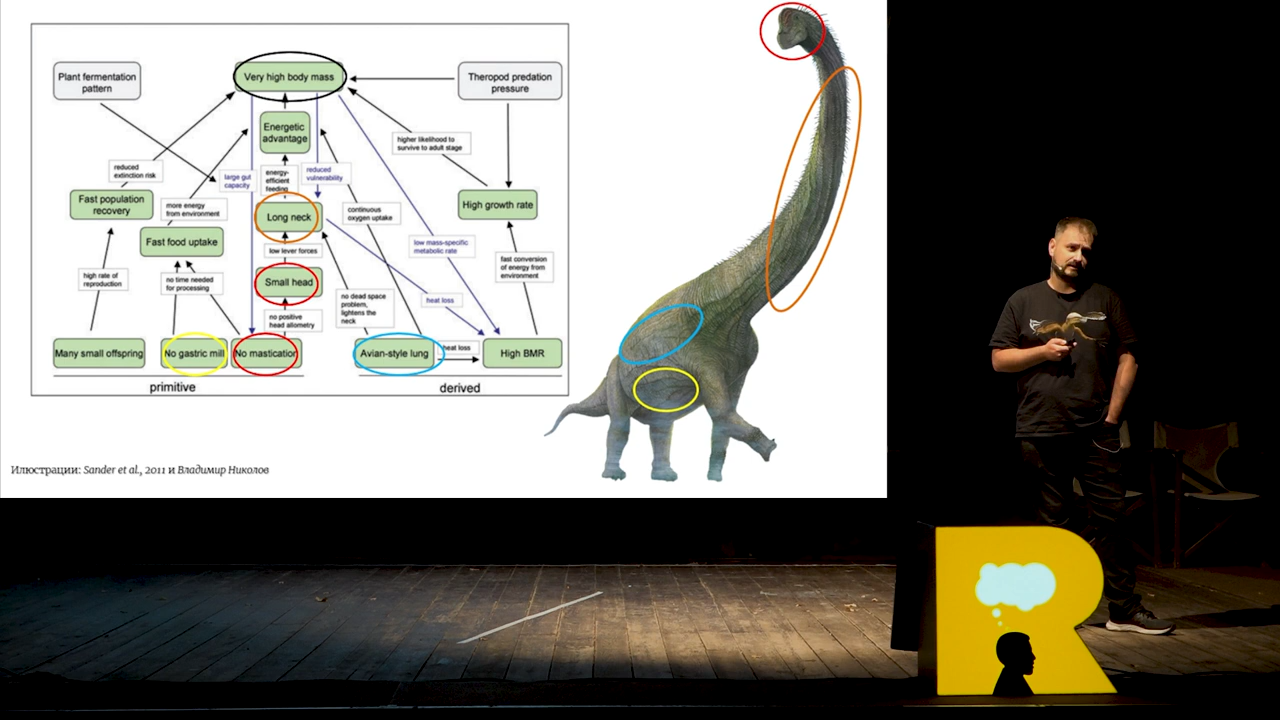 Plant fermentation
pattern
Very high body mass
Theropod predation
pressure
Energetic
advantage
higher likelihood to
survive to adult stage
reduced
extinction risk
large gut
capacity
energy-
efficient
feeding
reduced
vulnerability
Fast population
recovery
more energy
from environment
Long neck
continuous
oxygen uptake
High growth rate
Fast food uptake
low lever forces
low mass-specific
metabolic rate
high rate of
reproduction
no time needed
for processing
Small head
fast conversion
of energy from
environment
no dead space
problem,
lightens the
neck
heat loss
no positive
head allometry
Many small offspring
No gastric mill
No mastication
Avian-style lung
heat loss
High BMR
primitive
derived
Илюстрации: Sander et al., 2011 и Владимир Николов
R